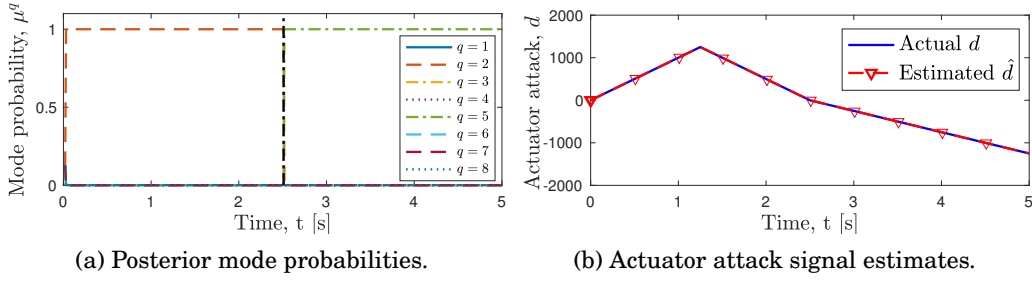 Mode probability, μ^q
1
0.5
0
0
1
2
3
4
5
Time, t [s]
q = 1
q = 2
q = 3
q = 4
q = 5
q = 6
q = 7
q = 8
(a) Posterior mode probabilities.
Actuator attack, d
2000
1000
0
-1000
-2000
0
1
2
3
4
5
Time, t [s]
Actual d
Estimated d̂
(b) Actuator attack signal estimates.